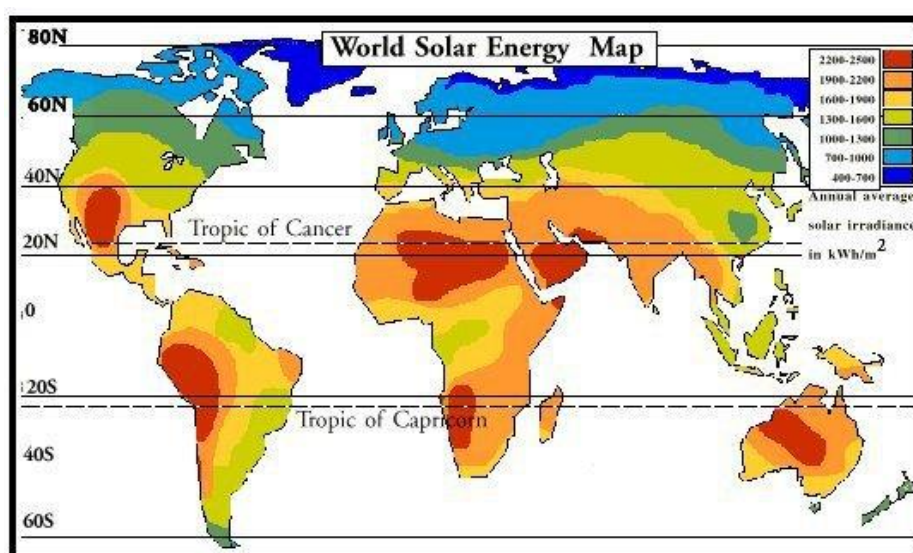 World Solar Energy Map
80N
60N
40N
20N
0
20S
40S
60S
Tropic of Cancer
Tropic of Capricorn
2200-2500
1900-2200
1600-1900
1300-1600
1000-1300
700-1000
400-700
Annual average
solar irradiance
in kWh/m²